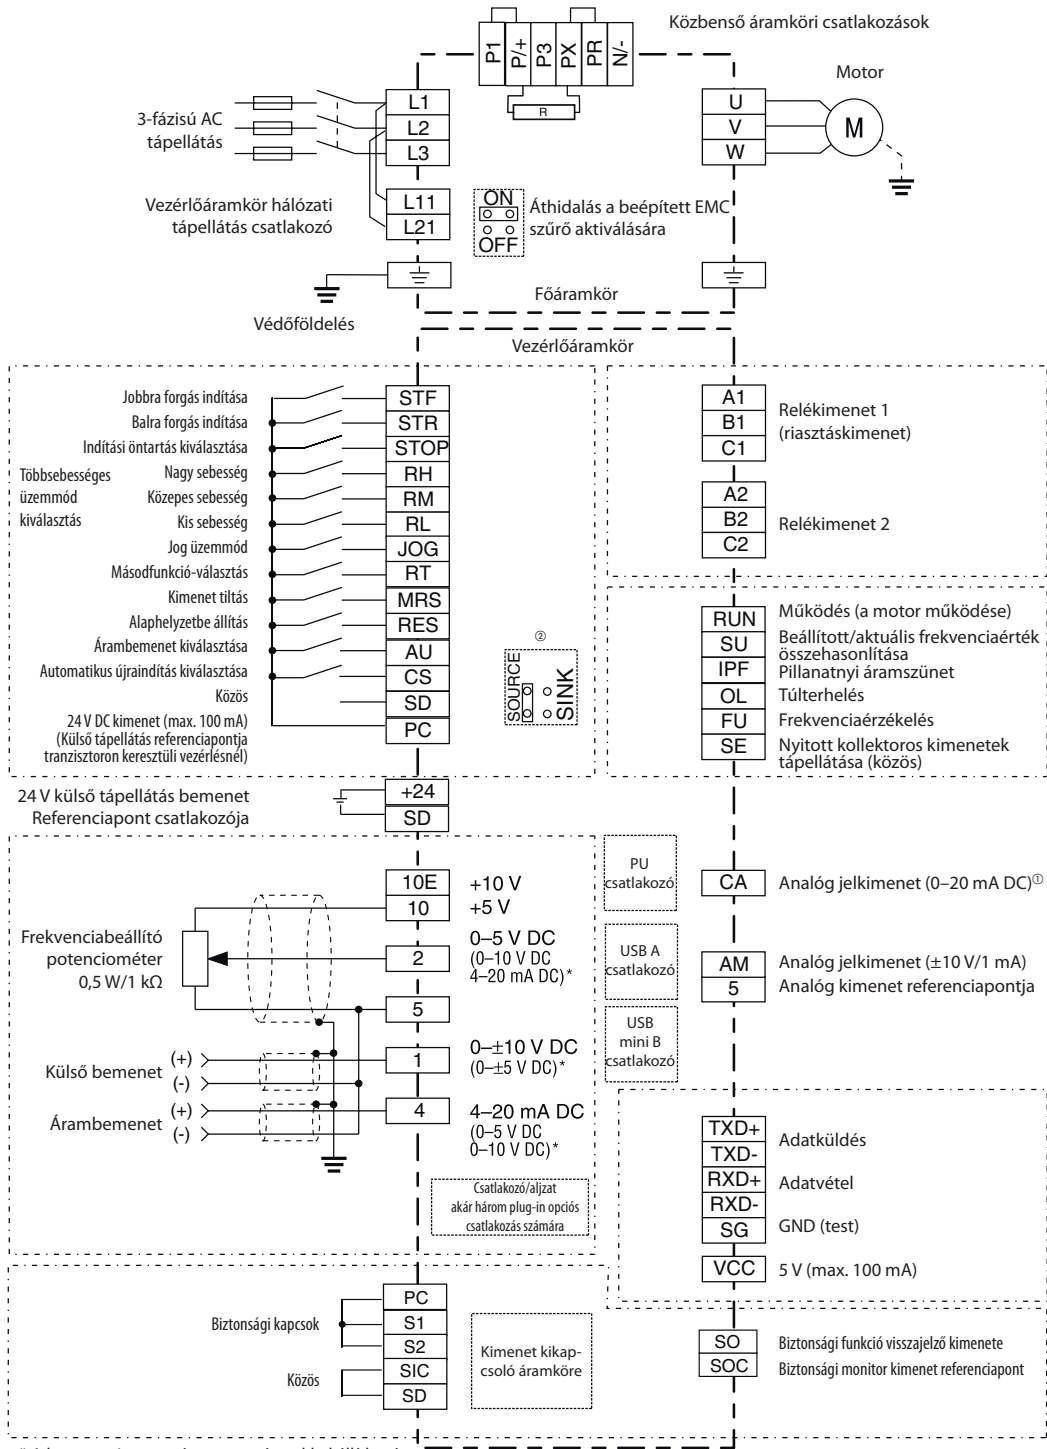 Közbenső áramköri csatlakozások
P1
P/+
P3
PX
PR
N/-
R
Motor
3-fázisú AC
tápellátás
L1
L2
L3
U
V
W
M
Vezérlőáramkör hálózati
tápellátás csatlakozó
L11
L21
ON
OFF
Áthidalás a beépített EMC
szűrő aktiválására
Védőföldelés
Főáramkör
Vezérlőáramkör
Jobbra forgás indítása
STF
Balra forgás indítása
STR
Indítási öntartás kiválasztása
STOP
Többsebességes
üzemmód
kiválasztás
Nagy sebesség
RH
Közepes sebesség
RM
Kis sebesség
RL
Jog üzemmód
JOG
Másodfunkció-választás
RT
Kimenet tiltás
MRS
Alaphelyzetbe állítás
RES
Árambemenet kiválasztása
AU
Automatikus újraindítás kiválasztása
CS
Közös
SD
24 V DC kimenet (max. 100 mA)
(Külső tápellátás referenciapontja
tranzisztoron keresztüli vezérlésnél)
PC
②
SOURCE
SINK
A1
B1
C1
Relékimenet 1
(riasztáskimenet)
A2
B2
C2
Relékimenet 2
RUN
Működés (a motor működése)
SU
Beállított/aktuális frekvenciaérték
összehasonlítása
IPF
Pillanatnyi áramszünet
OL
Túlterhelés
FU
Frekvenciaérzékelés
SE
Nyitott kollektoros kimenetek
tápellátása (közös)
24 V külső tápellátás bemenet
Referenciapont csatlakozója
+24
SD
10E
+10 V
10
+5 V
Frekvenciabeállító
potenciométer
0,5 W/1 kΩ
2
0–5 V DC
(0–10 V DC
4–20 mA DC)*
5
Külső bemenet
(+)
(-)
1
0–±10 V DC
(0–±5 V DC)*
Árambemenet
(+)
(-)
4
4–20 mA DC
(0–5 V DC
0–10 V DC)*
Csatlakozó/aljzat
akár három plug-in opciós
csatlakozás számára
PU
csatlakozó
USB A
csatlakozó
USB
mini B
csatlakozó
CA
Analóg jelkimenet (0–20 mA DC)①
AM
Analóg jelkimenet (±10 V/1 mA)
5
Analóg kimenet referenciapontja
TXD+
TXD-
Adatküldés
RXD+
RXD-
Adatvétel
SG
GND (test)
VCC
5 V (max. 100 mA)
Biztonsági kapcsok
PC
S1
S2
Közös
SIC
SD
Kimenet kikap-
csoló áramköre
SO
Biztonsági funkció visszajelző kimenete
SOC
Biztonsági monitor kimenet referenciapont